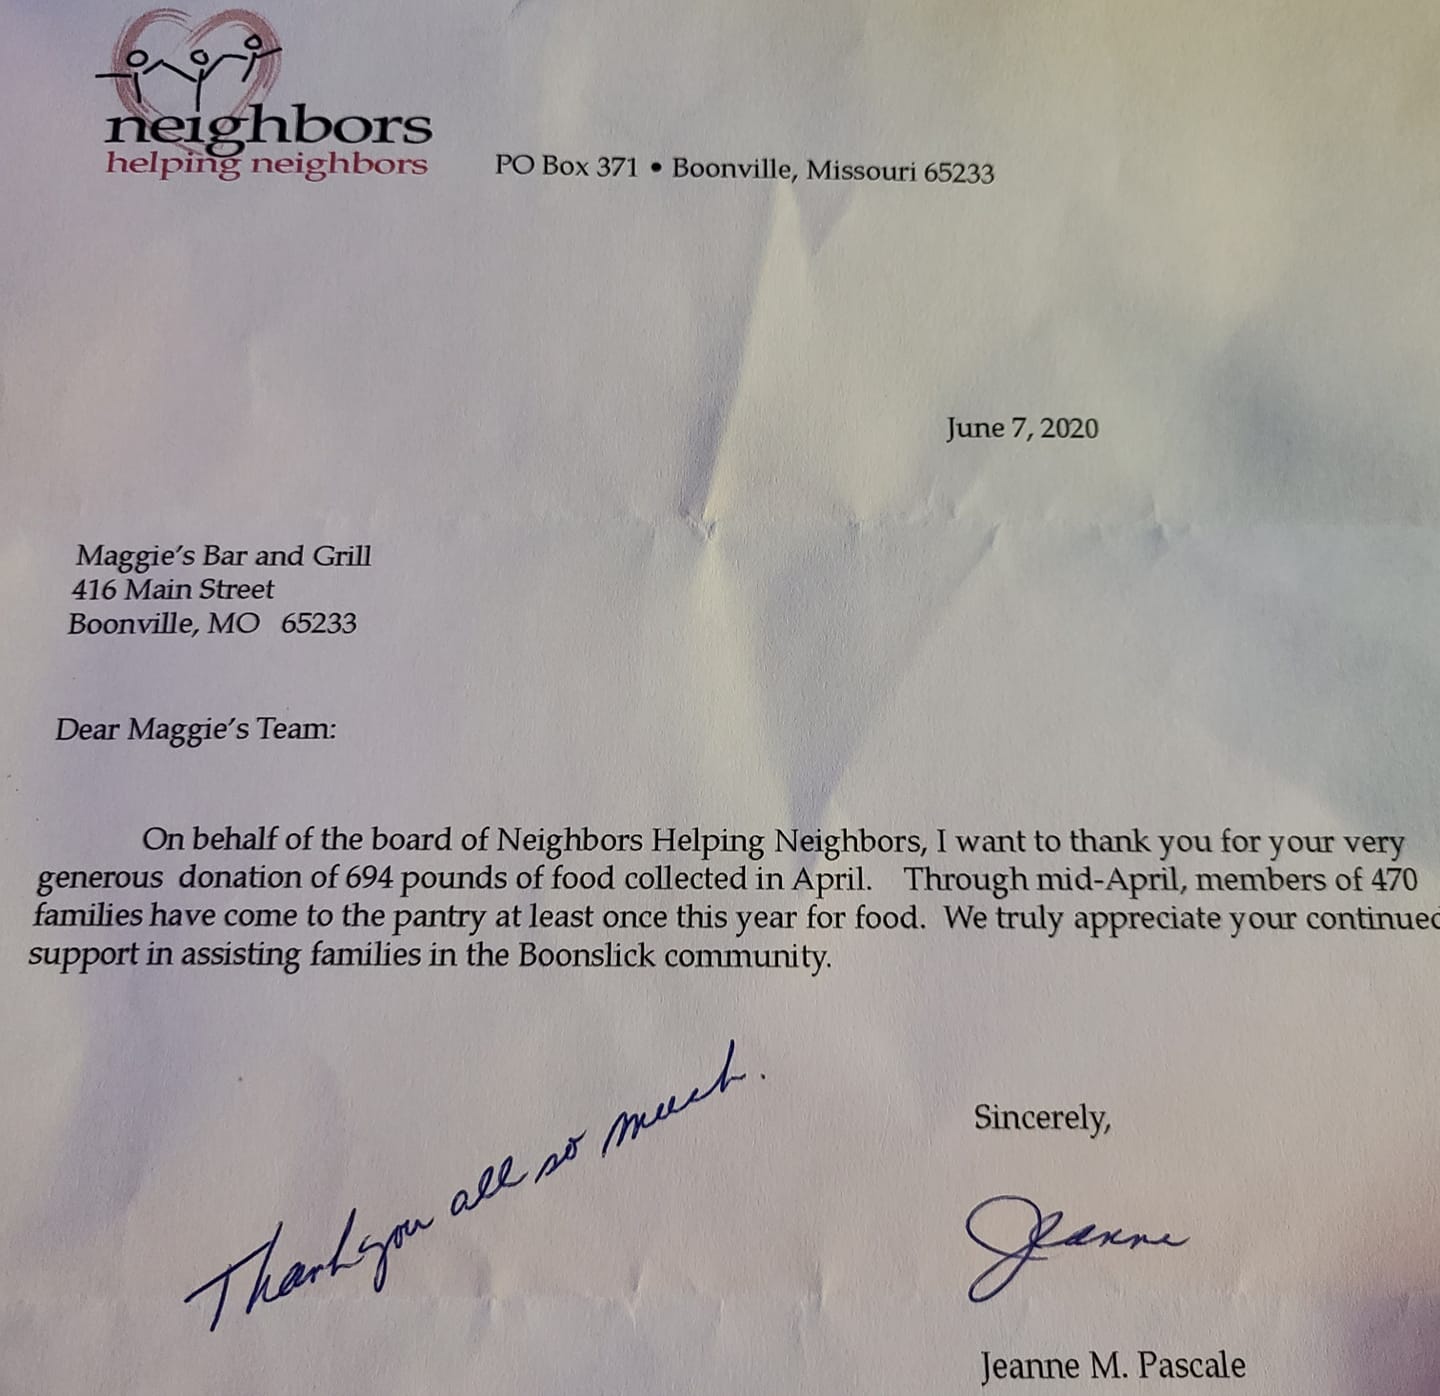 neighbors
helping neighbors
PO Box 371 • Boonville, Missouri 65233
June 7, 2020
Maggie's Bar and Grill
416 Main Street
Boonville, MO 65233
Dear Maggie's Team:
On behalf of the board of Neighbors Helping Neighbors, I want to thank you for your very
generous donation of 694 pounds of food collected in April. Through mid-April, members of 470
families have come to the pantry at least once this year for food. We truly appreciate your continued
support in assisting families in the Boonslick community.
Thank you all so much.
Sincerely,
Jeanne
Jeanne M. Pascale